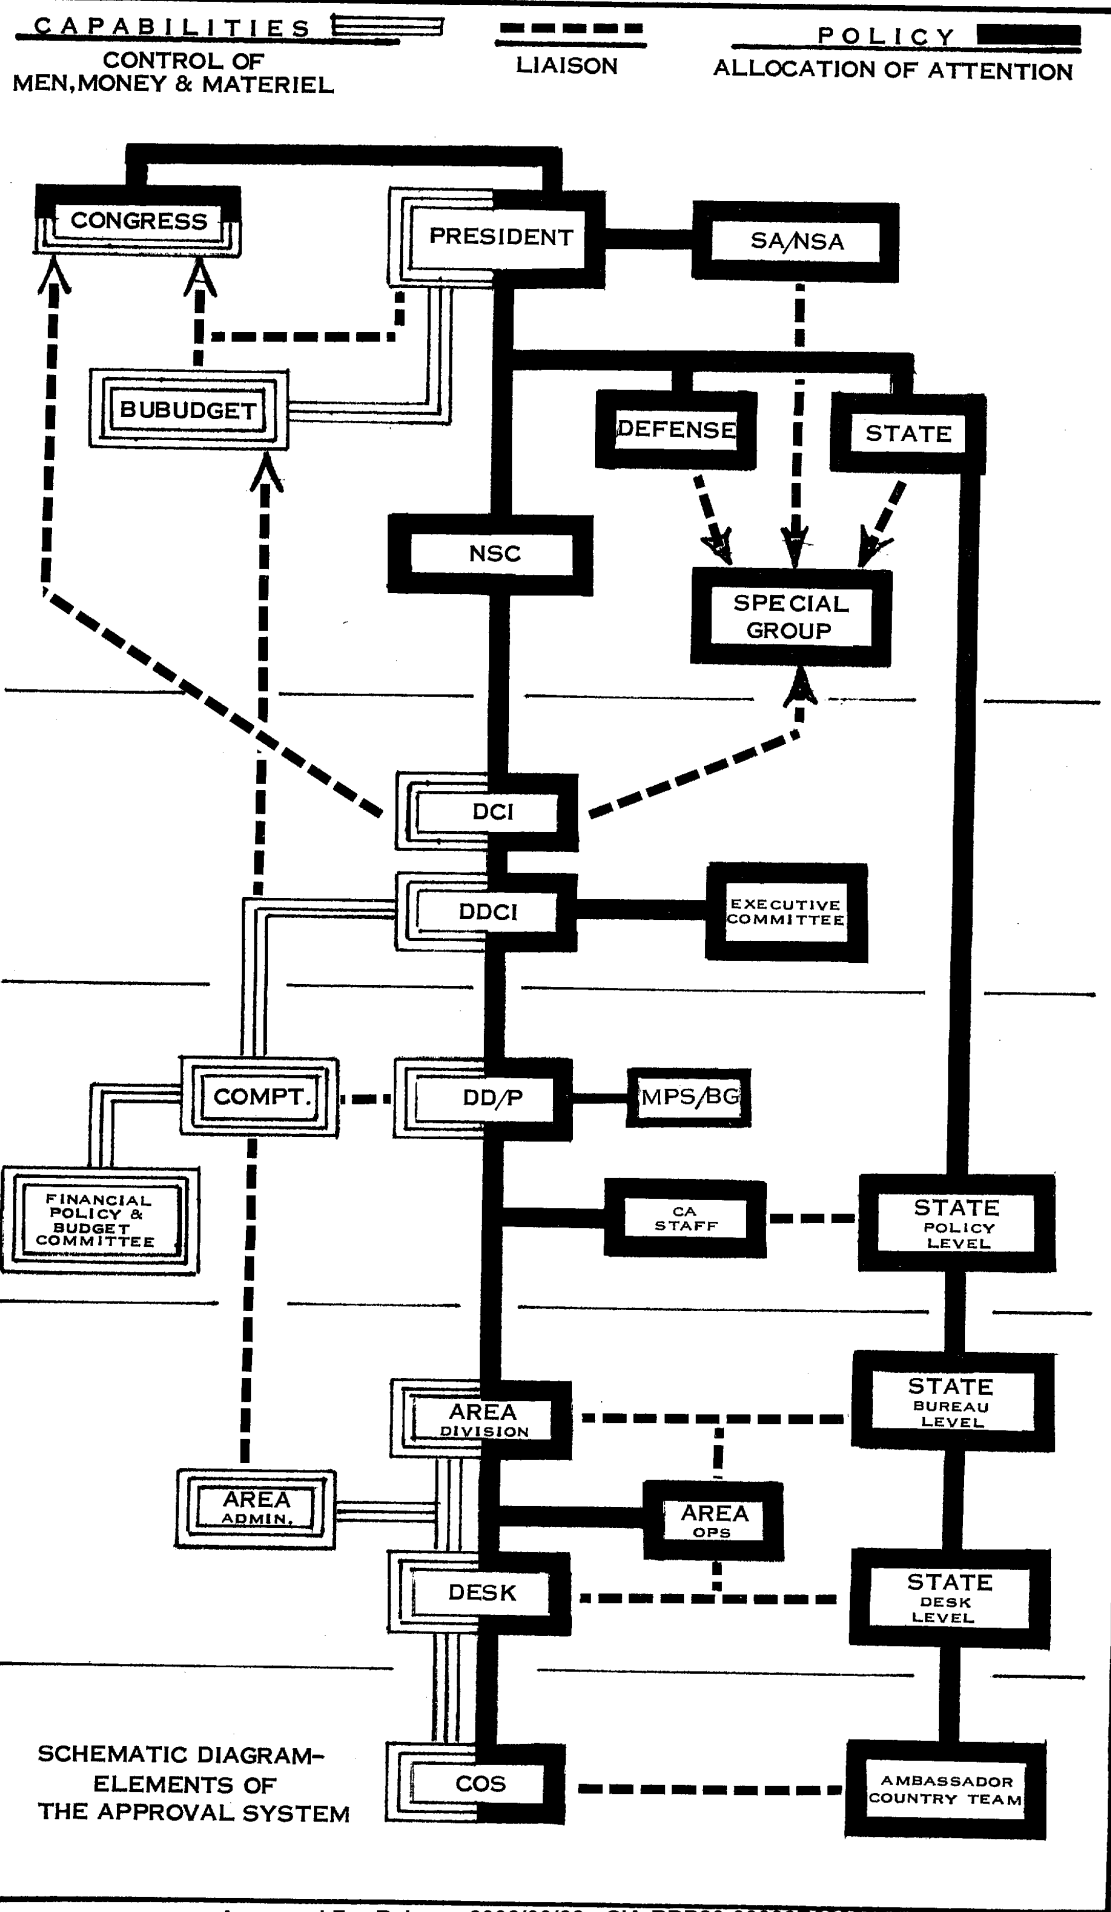 CAPABILITIES
CONTROL OF
MEN, MONEY & MATERIEL
LIAISON
POLICY
ALLOCATION OF ATTENTION
CONGRESS
PRESIDENT
SA/NSA
BUBUDGET
DEFENSE
STATE
NSC
SPECIAL
GROUP
DCI
DDCI
EXECUTIVE
COMMITTEE
COMPT.
DD/P
MPS/BG
FINANCIAL
POLICY &
BUDGET
COMMITTEE
CA
STAFF
STATE
POLICY
LEVEL
AREA
DIVISION
STATE
BUREAU
LEVEL
AREA
ADMIN.
AREA
OPS
DESK
STATE
DESK
LEVEL
SCHEMATIC DIAGRAM-
ELEMENTS OF
THE APPROVAL SYSTEM
COS
AMBASSADOR
COUNTRY TEAM